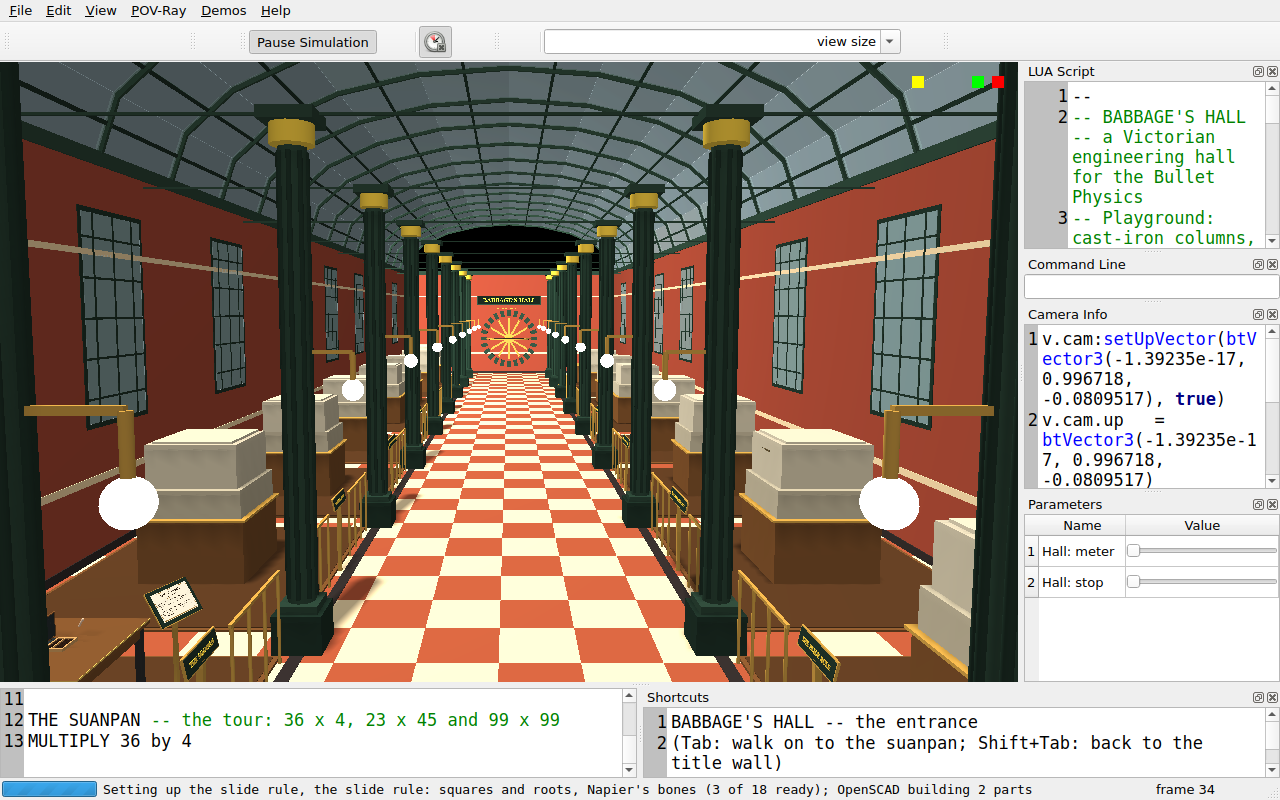 File Edit View POV-Ray Demos Help
Pause Simulation
view size
LUA Script
1 --
2 -- BABBAGE'S HALL
-- a Victorian
engineering hall
for the Bullet
Physics
3 -- Playground:
cast-iron columns,
Command Line
Camera Info
1 v.cam:setUpVector(btV
ector3(-1.39235e-17,
0.996718,
-0.0809517), true)
2 v.cam.up =
btVector3(-1.39235e-1
7, 0.996718,
-0.0809517)
Parameters
Name Value
1 Hall: meter
2 Hall: stop
BABBAGE'S HALL
11
12 THE SUANPAN -- the tour: 36 x 4, 23 x 45 and 99 x 99
13 MULTIPLY 36 by 4
Shortcuts
1 BABBAGE'S HALL -- the entrance
2 (Tab: walk on to the suanpan; Shift+Tab: back to the
title wall)
Setting up the slide rule, the slide rule: squares and roots, Napier's bones (3 of 18 ready); OpenSCAD building 2 parts
frame 34